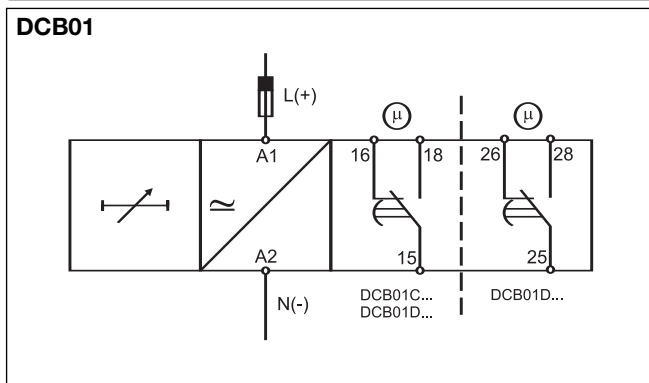 DCB01
L(+)
μ μ
A1 16 18 26 28
≃
A2 15 25
N(-)
DCB01C... DCB01D...
DCB01D...